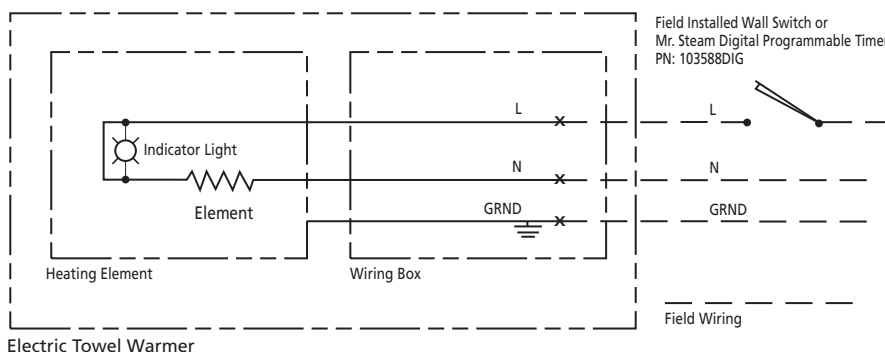 Field Installed Wall Switch or
Mr. Steam Digital Programmable Timer
PN: 103588DIG
L
x
L
Indicator Light
N
x
N
Element
GRND
x
GRND
Heating Element
Wiring Box
Field Wiring
Electric Towel Warmer